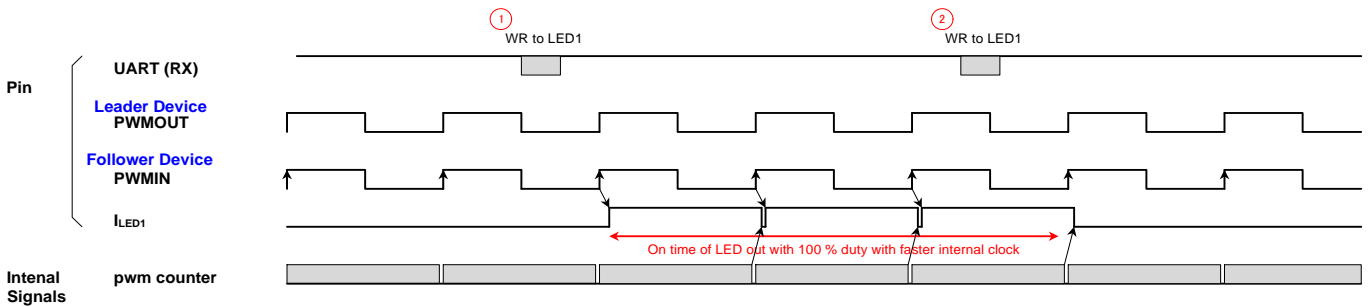 1
WR to LED1
2
WR to LED1
Pin
UART (RX)
Leader Device
PWMOUT
Follower Device
PWMIN
ILED1
On time of LED out with 100 % duty with faster internal clock
Intenal
Signals
pwm counter